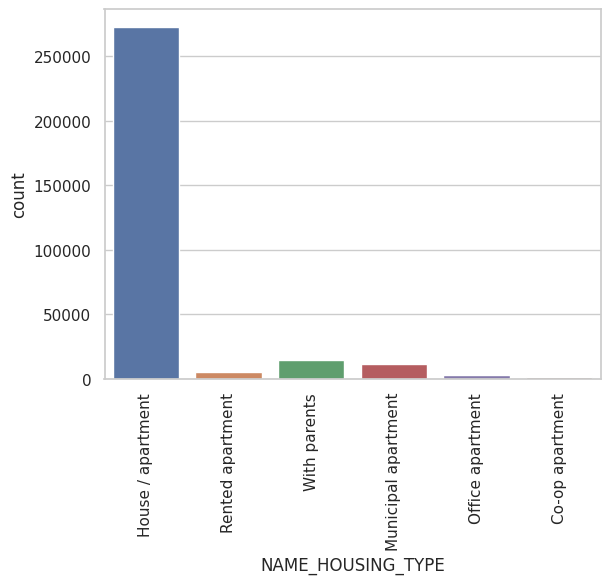 250000
200000
150000
100000
50000
0
count
House / apartment
Rented apartment
With parents
Municipal apartment
Office apartment
Co-op apartment
NAME_HOUSING_TYPE